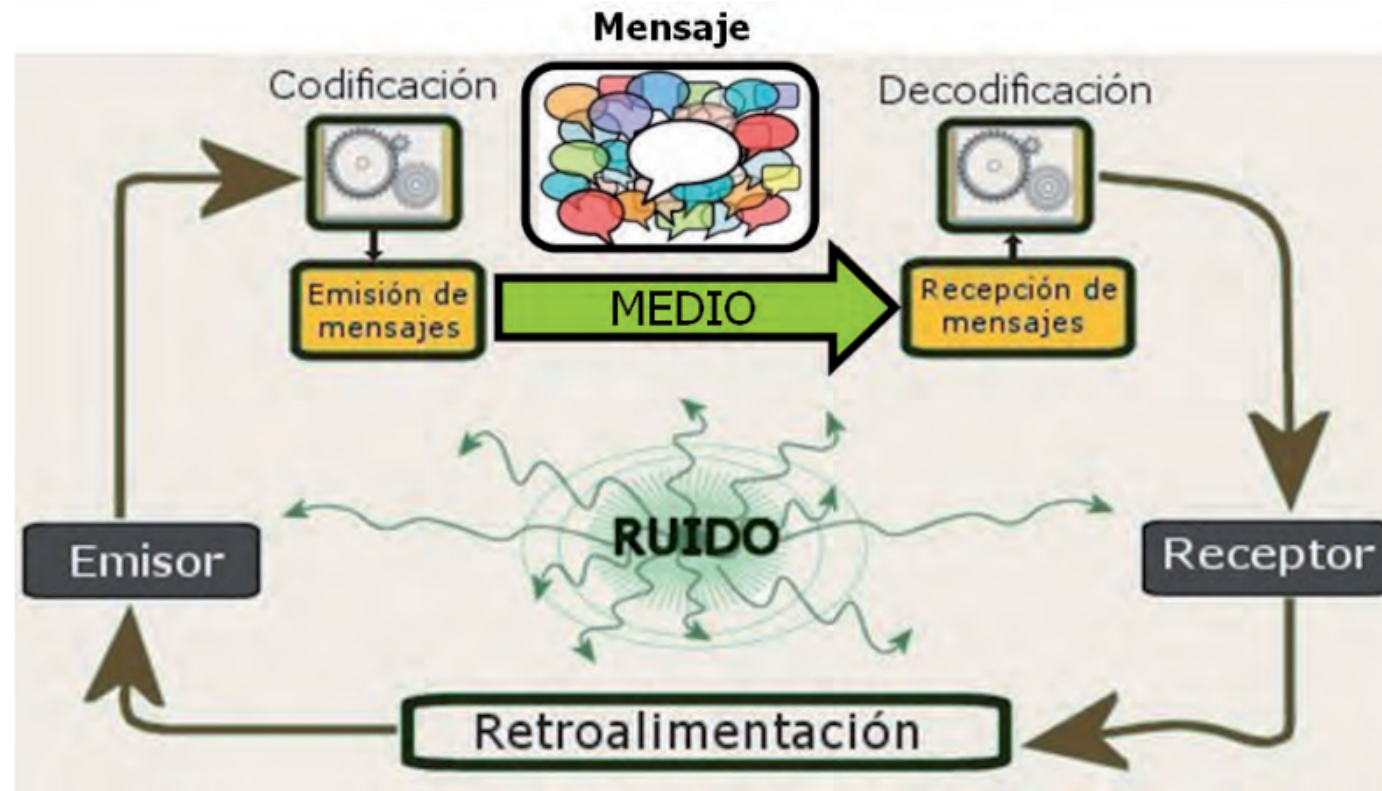 Mensaje
Codificación
Decodificación
Emisión de
mensajes
MEDIO
Recepción de
mensajes
RUIDO
Emisor
Receptor
Retroalimentación